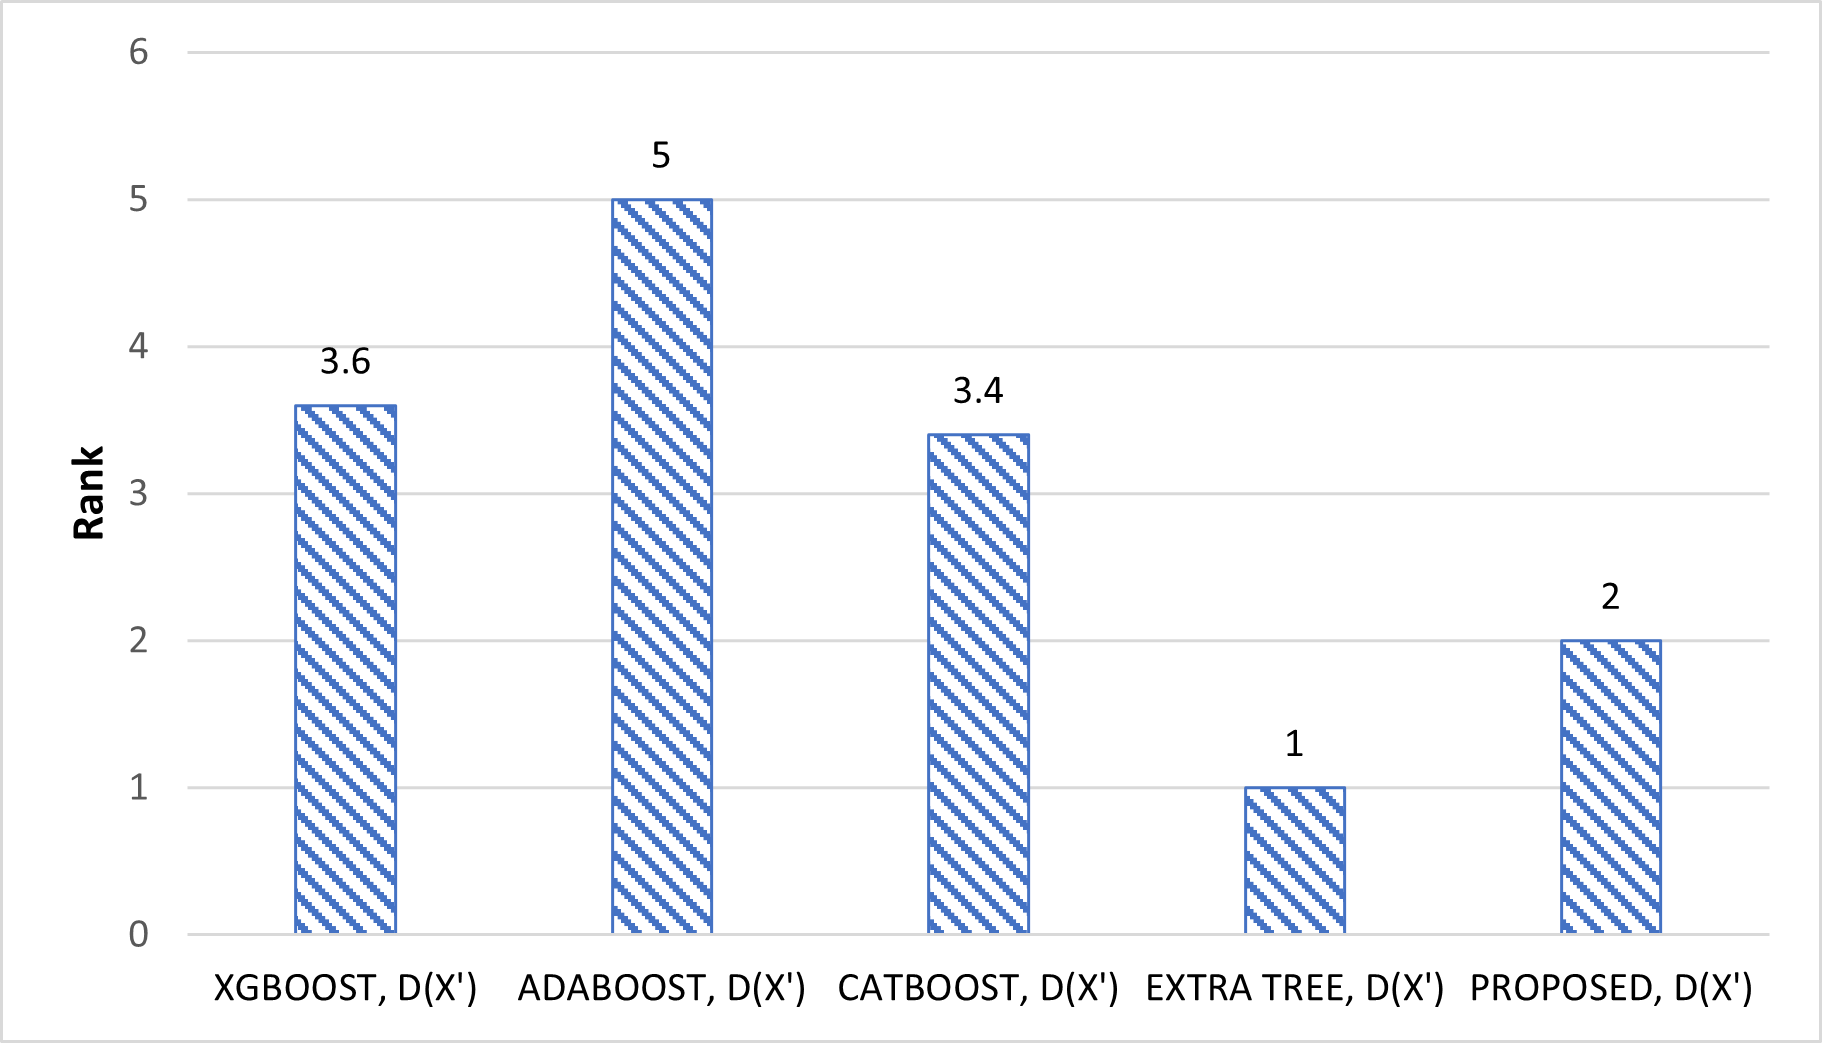 6
5
4
3
2
1
0
Rank
3.6
5
3.4
1
2
XGBOOST, D(X')
ADABOOST, D(X')
CATBOOST, D(X')
EXTRA TREE, D(X')
PROPOSED, D(X')